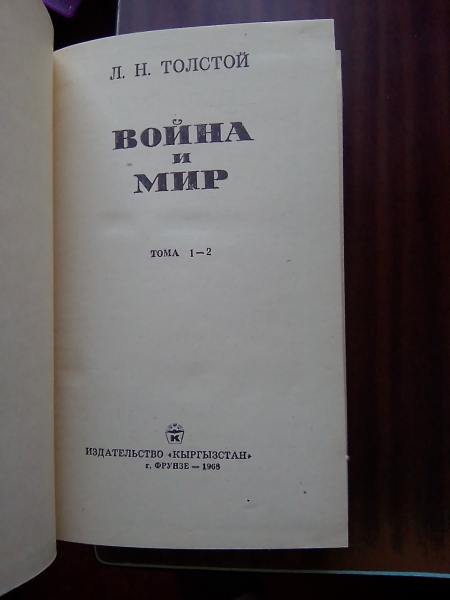 Л. Н. ТОЛСТОЙ
ВОЙНА
и
МИР
ТОМА 1—2
К
ИЗДАТЕЛЬСТВО «КЫРГЫЗСТАН»
г. ФРУНЗЕ — 1968